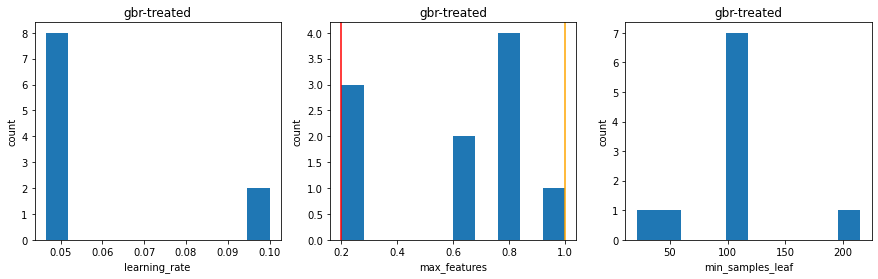 gbr-treated
count
8
7
6
5
4
3
2
1
0
0.05 0.06 0.07 0.08 0.09 0.10
learning_rate
gbr-treated
count
4.0
3.5
3.0
2.5
2.0
1.5
1.0
0.5
0.0
0.2 0.4 0.6 0.8 1.0
max_features
gbr-treated
count
7
6
5
4
3
2
1
0
50 100 150 200
min_samples_leaf